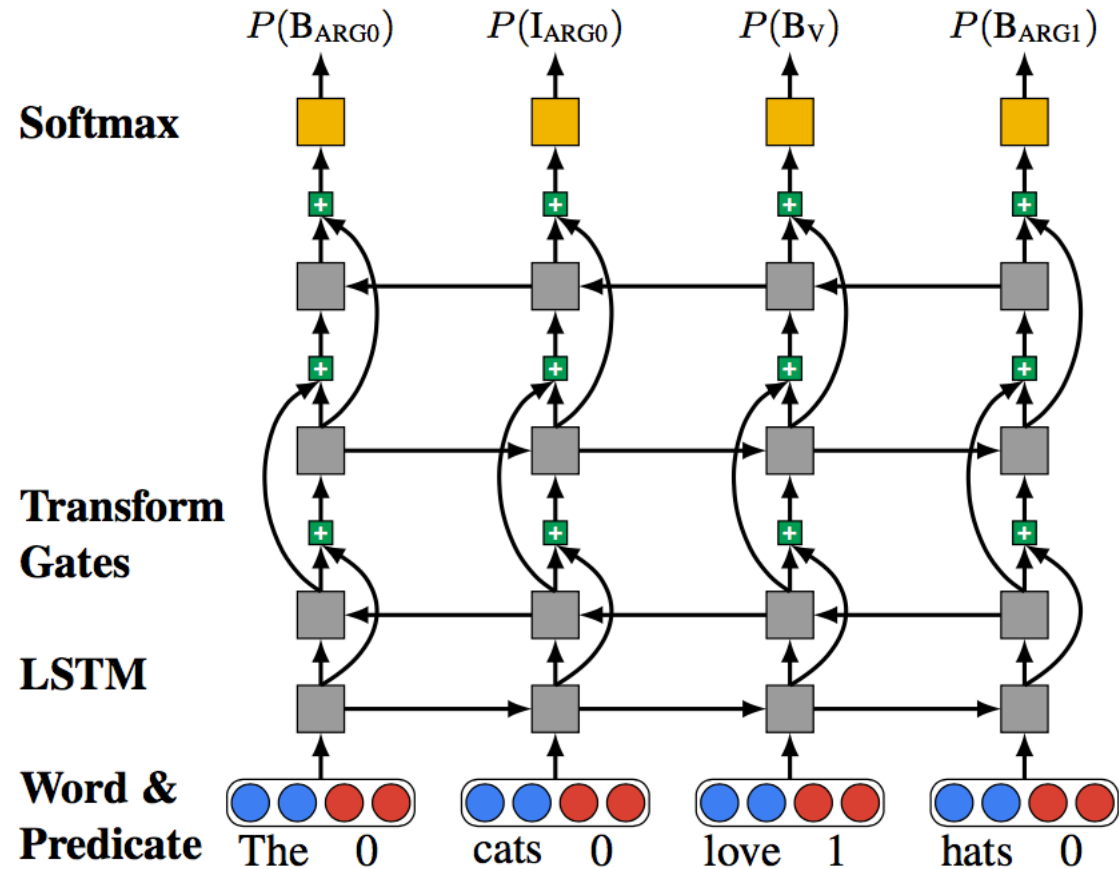 P(B_ARG0) P(I_ARG0) P(B_V) P(B_ARG1)
Softmax
+ + + +
+ + + +
Transform
Gates
+ + + +
LSTM
Word &
Predicate
The 0 cats 0 love 1 hats 0